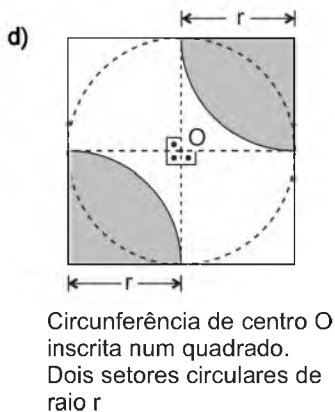 r
d)
O
r
Circunferência de centro O
inscrita num quadrado.
Dois setores circulares de
raio r